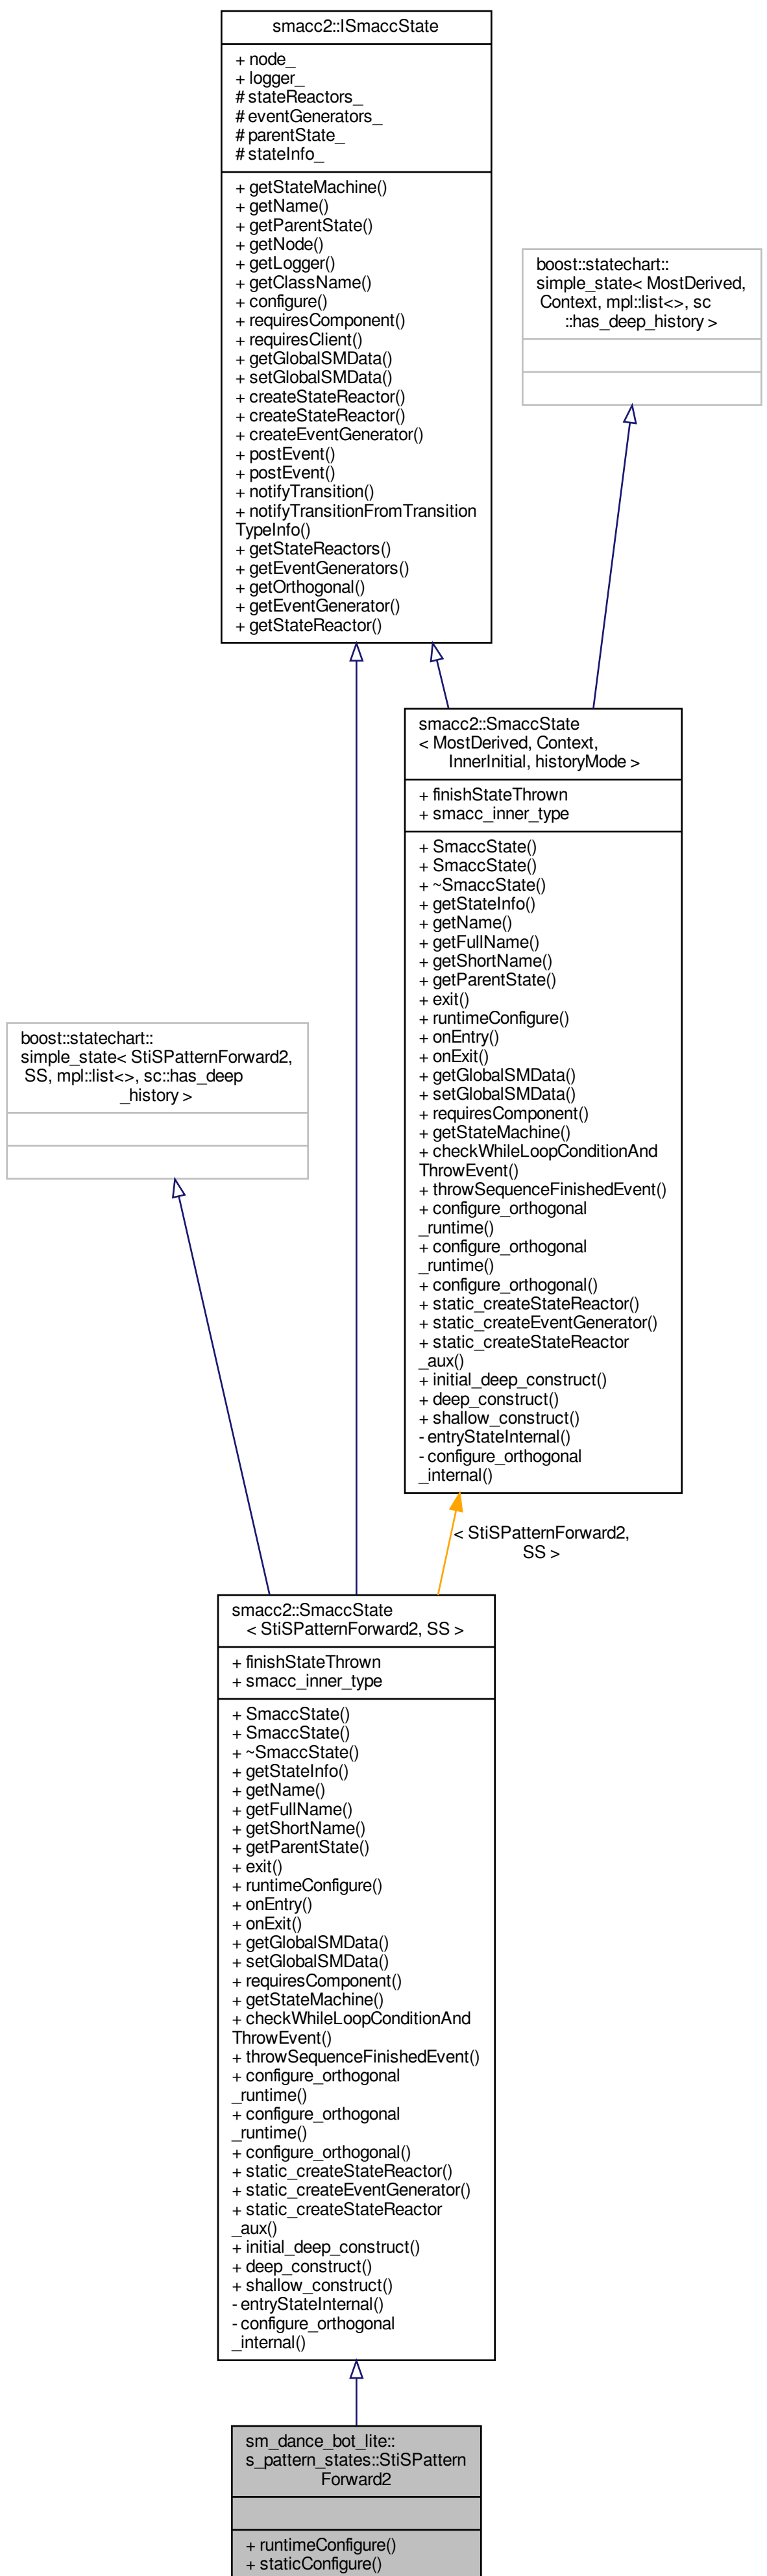 smacc2::ISmaccState
+ node_
+ logger_
# stateReactors_
# eventGenerators_
# parentState_
# stateInfo_
+ getStateMachine()
+ getName()
+ getParentState()
+ getNode()
+ getLogger()
+ getClassName()
+ configure()
+ requiresComponent()
+ requiresClient()
+ getGlobalSMData()
+ setGlobalSMData()
+ createStateReactor()
+ createStateReactor()
+ createEventGenerator()
+ postEvent()
+ postEvent()
+ notifyTransition()
+ notifyTransitionFromTransition
TypeInfo()
+ getStateReactors()
+ getEventGenerators()
+ getOrthogonal()
+ getEventGenerator()
+ getStateReactor()
boost::statechart::
simple_state< MostDerived,
Context, mpl::list<>, sc
::has_deep_history >
smacc2::SmaccState
< MostDerived, Context,
InnerInitial, historyMode >
+ finishStateThrown
+ smacc_inner_type
+ SmaccState()
+ SmaccState()
+ ~SmaccState()
+ getStateInfo()
+ getName()
+ getFullName()
+ getShortName()
+ getParentState()
+ exit()
+ runtimeConfigure()
+ onEntry()
+ onExit()
+ getGlobalSMData()
+ setGlobalSMData()
+ requiresComponent()
+ getStateMachine()
+ checkWhileLoopConditionAnd
ThrowEvent()
+ throwSequenceFinishedEvent()
+ configure_orthogonal
_runtime()
+ configure_orthogonal
_runtime()
+ configure_orthogonal()
+ static_createStateReactor()
+ static_createEventGenerator()
+ static_createStateReactor
_aux()
+ initial_deep_construct()
+ deep_construct()
+ shallow_construct()
- entryStateInternal()
- configure_orthogonal
_internal()
boost::statechart::
simple_state< StiSPatternForward2,
SS, mpl::list<>, sc::has_deep
_history >
< StiSPatternForward2,
SS >
smacc2::SmaccState
< StiSPatternForward2, SS >
+ finishStateThrown
+ smacc_inner_type
+ SmaccState()
+ SmaccState()
+ ~SmaccState()
+ getStateInfo()
+ getName()
+ getFullName()
+ getShortName()
+ getParentState()
+ exit()
+ runtimeConfigure()
+ onEntry()
+ onExit()
+ getGlobalSMData()
+ setGlobalSMData()
+ requiresComponent()
+ getStateMachine()
+ checkWhileLoopConditionAnd
ThrowEvent()
+ throwSequenceFinishedEvent()
+ configure_orthogonal
_runtime()
+ configure_orthogonal
_runtime()
+ configure_orthogonal()
+ static_createStateReactor()
+ static_createEventGenerator()
+ static_createStateReactor
_aux()
+ initial_deep_construct()
+ deep_construct()
+ shallow_construct()
- entryStateInternal()
- configure_orthogonal
_internal()
sm_dance_bot_lite::
s_pattern_states::StiSPattern
Forward2
+ runtimeConfigure()
+ staticConfigure()